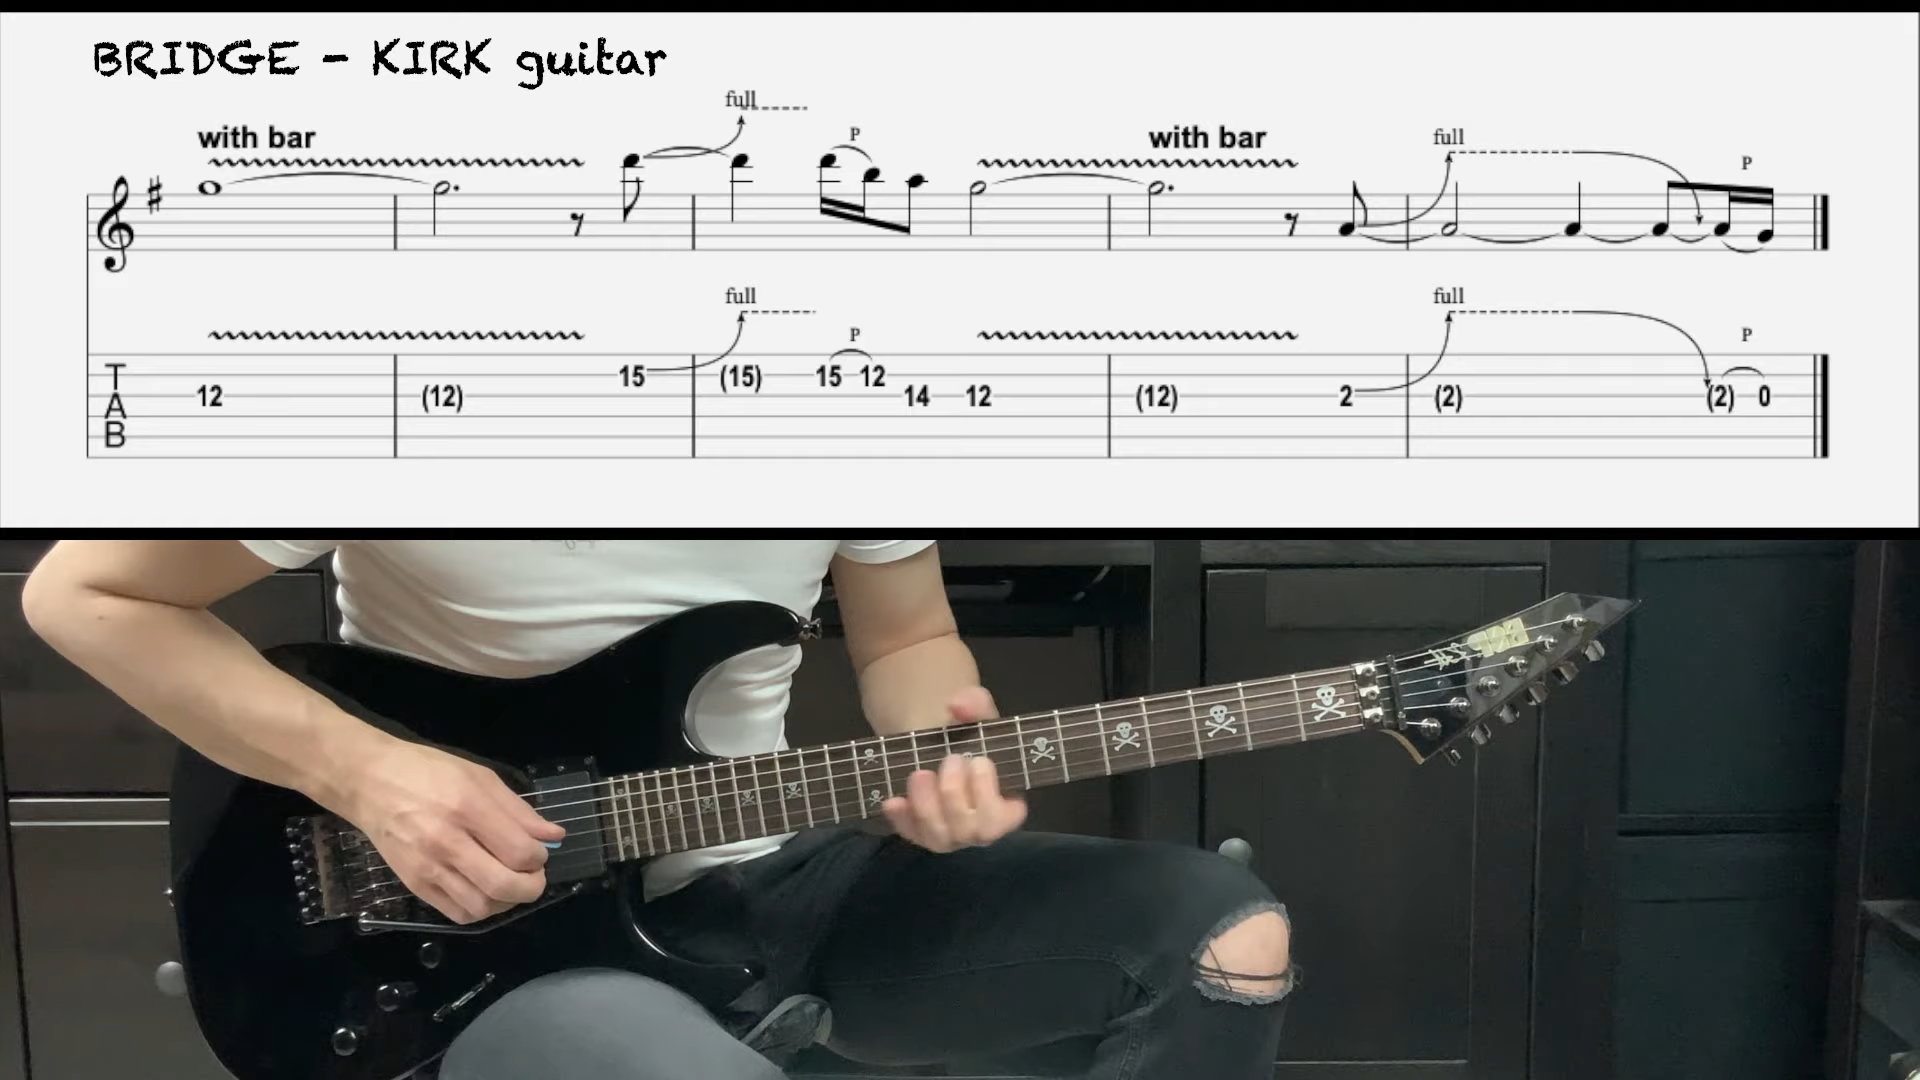 BRIDGE - KIRK guitar
full
with bar
P
with bar
full
P
full
P
full
P
T
A
B
12
(12)
15
(15)
15
12
14
12
(12)
2
(2)
(2)
0